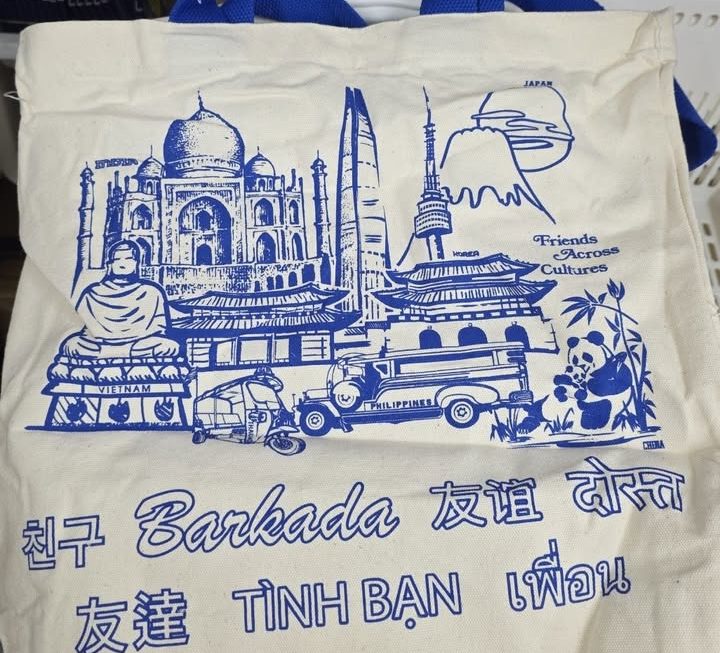 JAPAN
Friends
Across
Cultures
KOREA
VIETNAM
PHILIPPINES
CHINA
친구 Barkada 友谊 दोस्त
友達 TÌNH BẠN เพื่อน